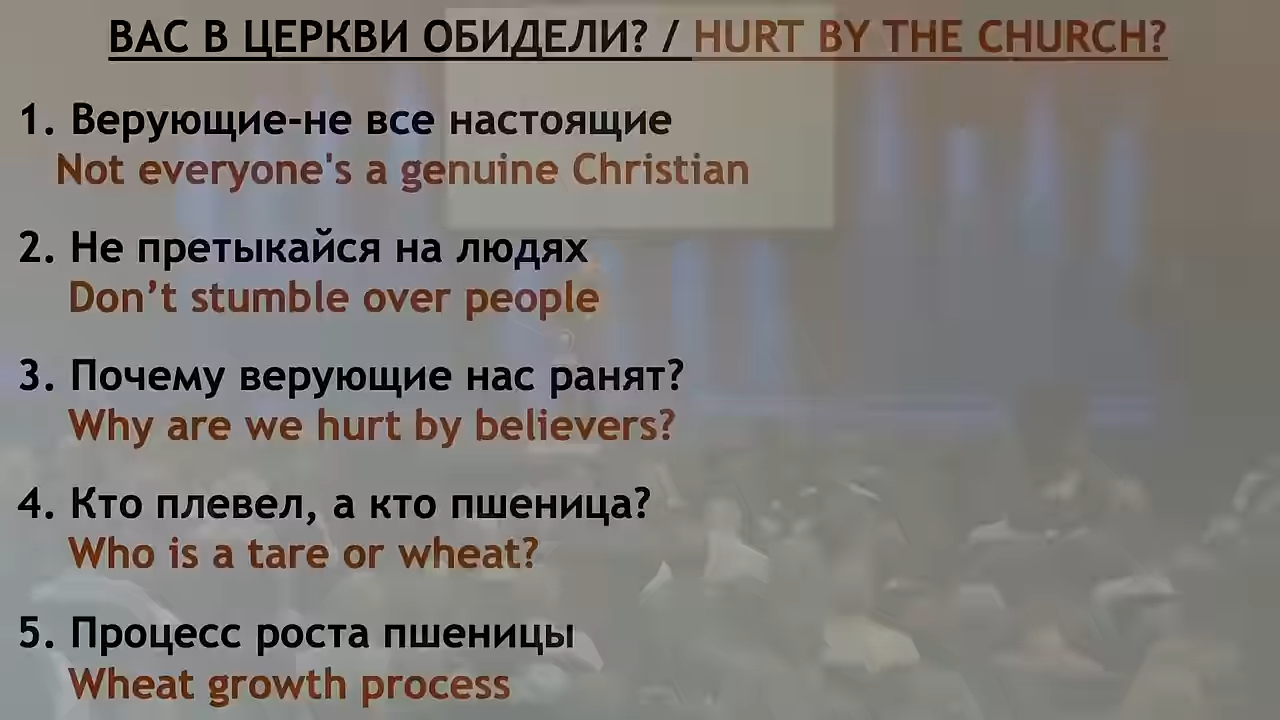 ВАС В ЦЕРКВИ ОБИДЕЛИ? / HURT BY THE CHURCH?
1. Верующие-не все настоящие
Not everyone's a genuine Christian
2. Не претыкайся на людях
Don’t stumble over people
3. Почему верующие нас ранят?
Why are we hurt by believers?
4. Кто плевел, а кто пшеница?
Who is a tare or wheat?
5. Процесс роста пшеницы
Wheat growth process